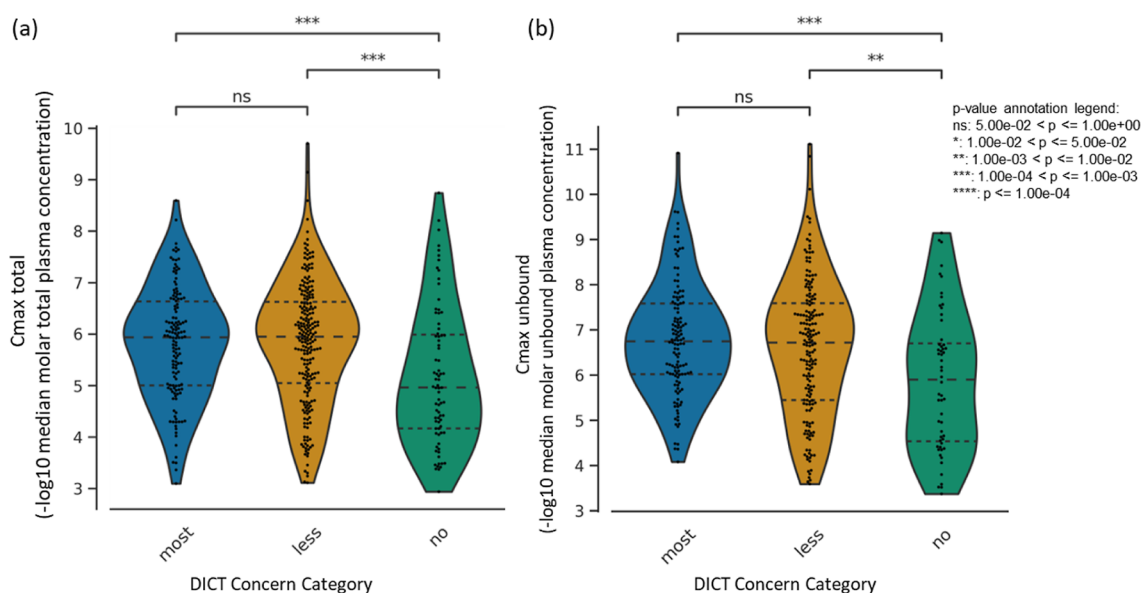 (a)
***
***
ns
Cmax total
(-log10 median molar total plasma concentration)
10
9
8
7
6
5
4
3
most
less
no
DICT Concern Category
(b)
***
**
ns
Cmax unbound
(-log10 median molar unbound plasma concentration)
11
10
9
8
7
6
5
4
3
most
less
no
DICT Concern Category
p-value annotation legend:
ns: 5.00e-02 < p <= 1.00e+00
*: 1.00e-02 < p <= 5.00e-02
**: 1.00e-03 < p <= 1.00e-02
***: 1.00e-04 < p <= 1.00e-03
****: p <= 1.00e-04